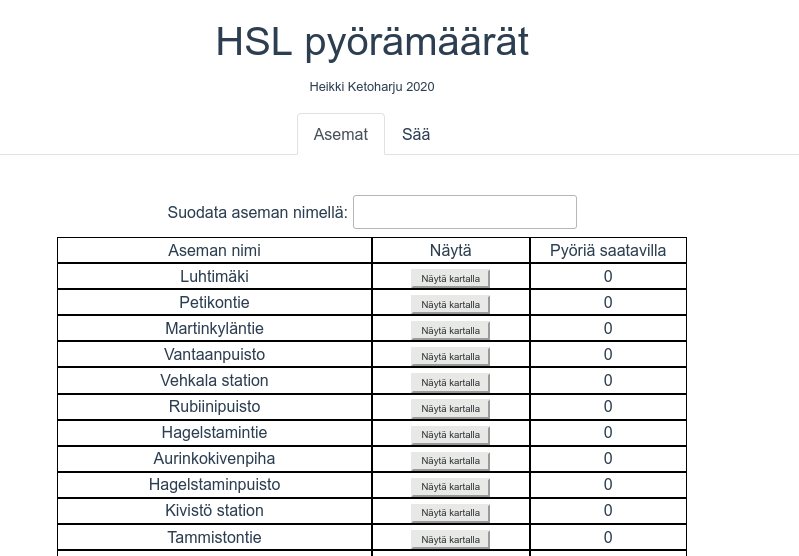 HSL pyörämäärät
Heikki Ketoharju 2020
Asemat Sää
Suodata aseman nimellä:
Aseman nimi Näytä Pyöriä saatavilla
Luhtimäki Näytä kartalla 0
Petikontie Näytä kartalla 0
Martinkyläntie Näytä kartalla 0
Vantaanpuisto Näytä kartalla 0
Vehkala station Näytä kartalla 0
Rubiinipuisto Näytä kartalla 0
Hagelstamintie Näytä kartalla 0
Aurinkokivenpiha Näytä kartalla 0
Hagelstaminpuisto Näytä kartalla 0
Kivistö station Näytä kartalla 0
Tammistontie Näytä kartalla 0